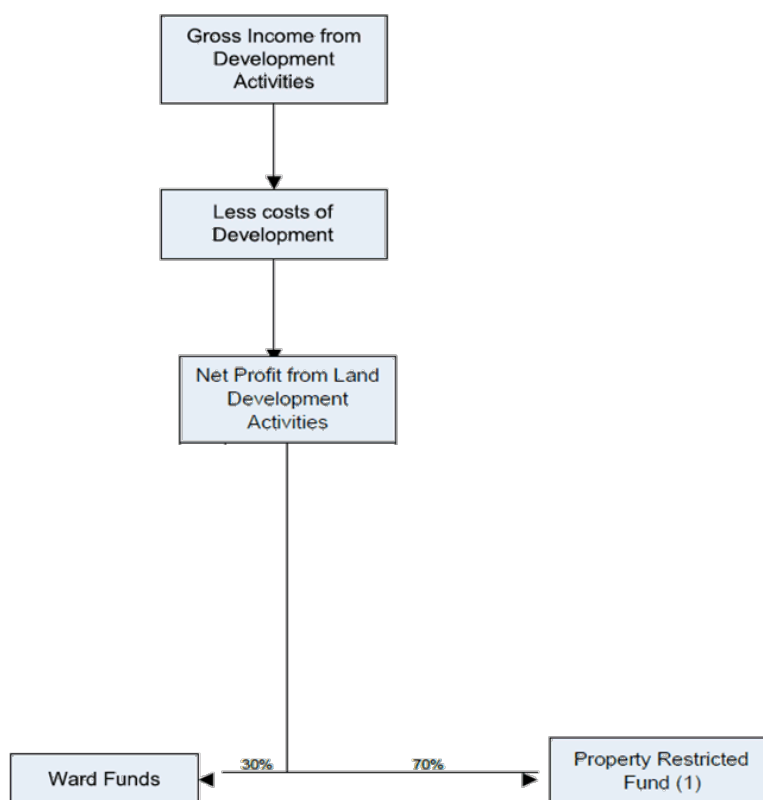 Gross Income from
Development
Activities
Less costs of
Development
Net Profit from Land
Development
Activities
30%
70%
Ward Funds
Property Restricted
Fund (1)